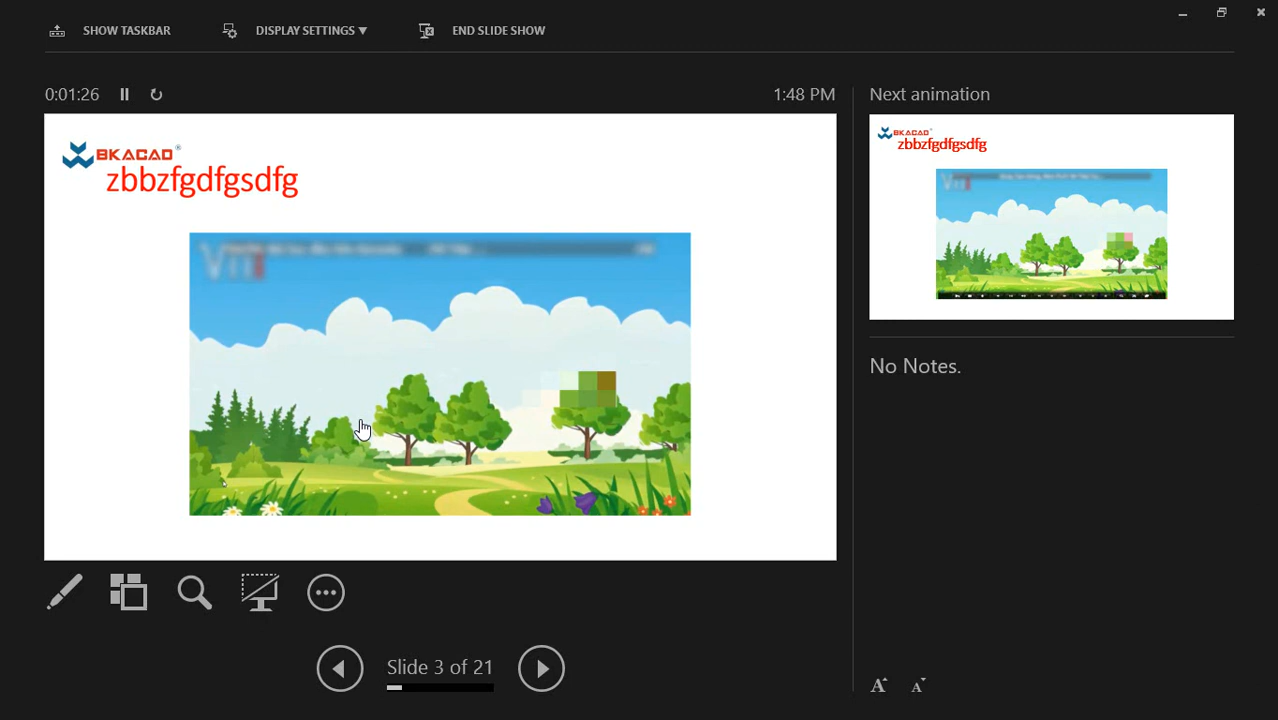 SHOW TASKBAR
DISPLAY SETTINGS ▼
END SLIDE SHOW
0:01:26
1:48 PM
Next animation
BKACAD®
zbbzfgdfgsdfg
BKACAD®
zbbzfgdfgsdfg
No Notes.
Slide 3 of 21
A
A